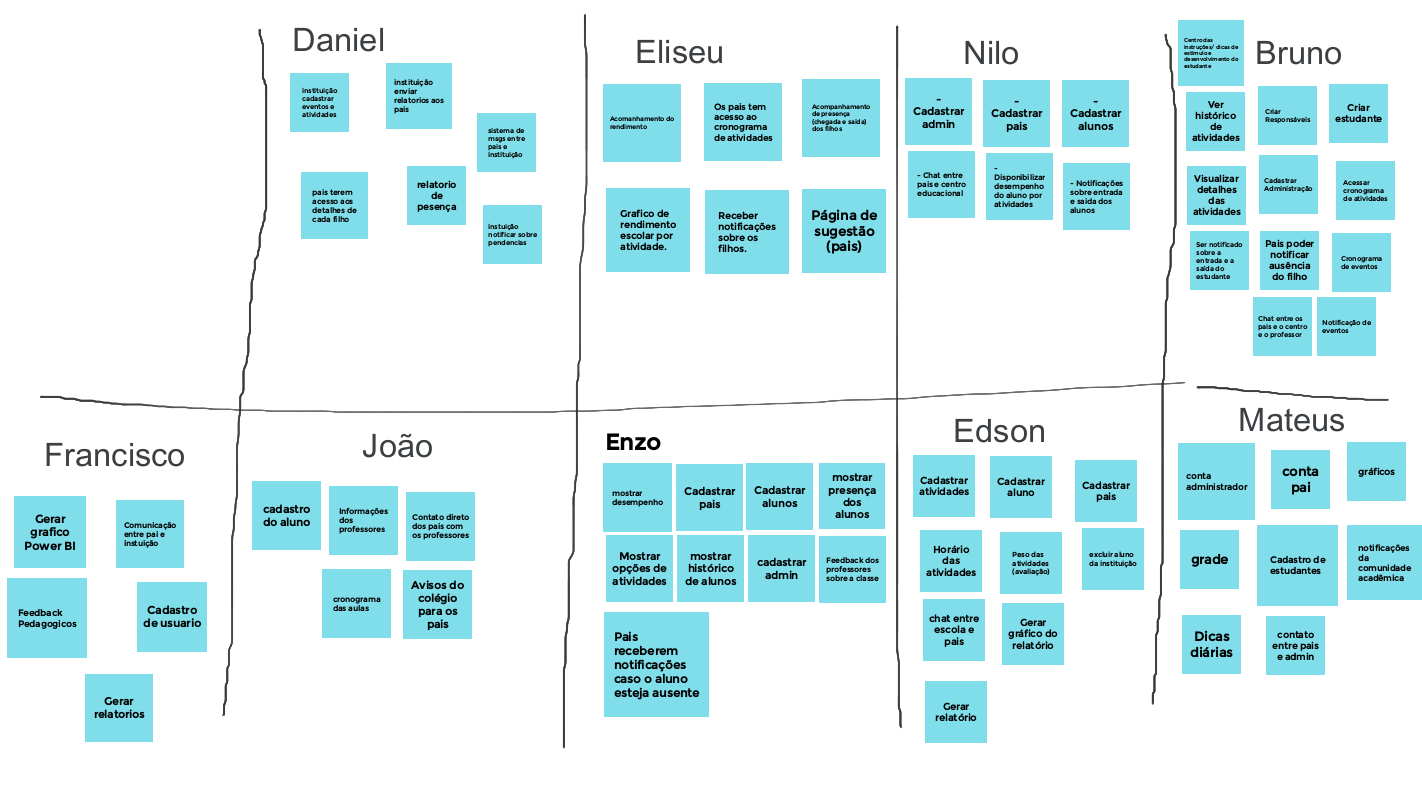 Daniel
instituição
cadastrar
eventos e
atividades
instituição
enviar
relatorios aos
pais
sistema de
msgs entre
pais e
instituição
pais terem
acesso aos
detalhes de
cada filho
relatorio
de
pesença
instuição
notificar sobre
pendencias
Eliseu
Acomanhamento do
rendimento
Os pais tem
acesso ao
cronograma
de atividades
Acompanhamento
de presença
(chegada e saída)
dos filhos
Grafico de
rendimento
escolar por
atividade.
Receber
notificações
sobre os
filhos.
Página de
sugestão
(pais)
Nilo
-
Cadastrar
admin
-
Cadastrar
pais
-
Cadastrar
alunos
- Chat entre
pais e centro
educacional
-
Disponibilizar
desempenho
do aluno por
atividades
- Notificações
sobre entrada
e saida dos
alunos
Bruno
Centro das
instruções/ dicas de
estimulo e
desenvolvimento do
estudante
Ver
histórico
de
atividades
Criar
Responsáveis
Criar
estudante
Visualizar
detalhes
das
atividades
Cadastrar
Administração
Acessar
cronograma
de atividades
Ser notificado
sobre a
entrada e a
saída do
estudante
Pais poder
notificar
ausência
do filho
Cronograma
de eventos
Chat entre os
pais e o centro
e o professor
Notificação de
eventos
Francisco
Gerar
grafico
Power BI
Comunicação
entre pai e
instuição
Feedback
Pedagogicos
Cadastro
de usuario
Gerar
relatorios
João
cadastro
do aluno
Informações
dos
professores
Contato direto
dos pais com
os professores
cronograma
das aulas
Avisos do
colégio
para os
pais
Enzo
mostrar
desempenho
Cadastrar
pais
Cadastrar
alunos
mostrar
presença
dos
alunos
Mostrar
opções de
atividades
mostrar
histórico
de alunos
cadastrar
admin
Feedback dos
professores
sobre a classe
Pais
receberem
notificações
caso o aluno
esteja ausente
Edson
Cadastrar
atividades
Cadastrar
aluno
Cadastrar
pais
Horário
das
atividades
Peso das
atividades
(avaliação)
excluir aluno
da instituição
chat entre
escola e
pais
Gerar
gráfico do
relatório
Gerar
relatório
Mateus
conta
administrador
conta
pai
gráficos
grade
Cadastro de
estudantes
notificações
da
comunidade
acadêmica
Dicas
diárias
contato
entre pais
e admin